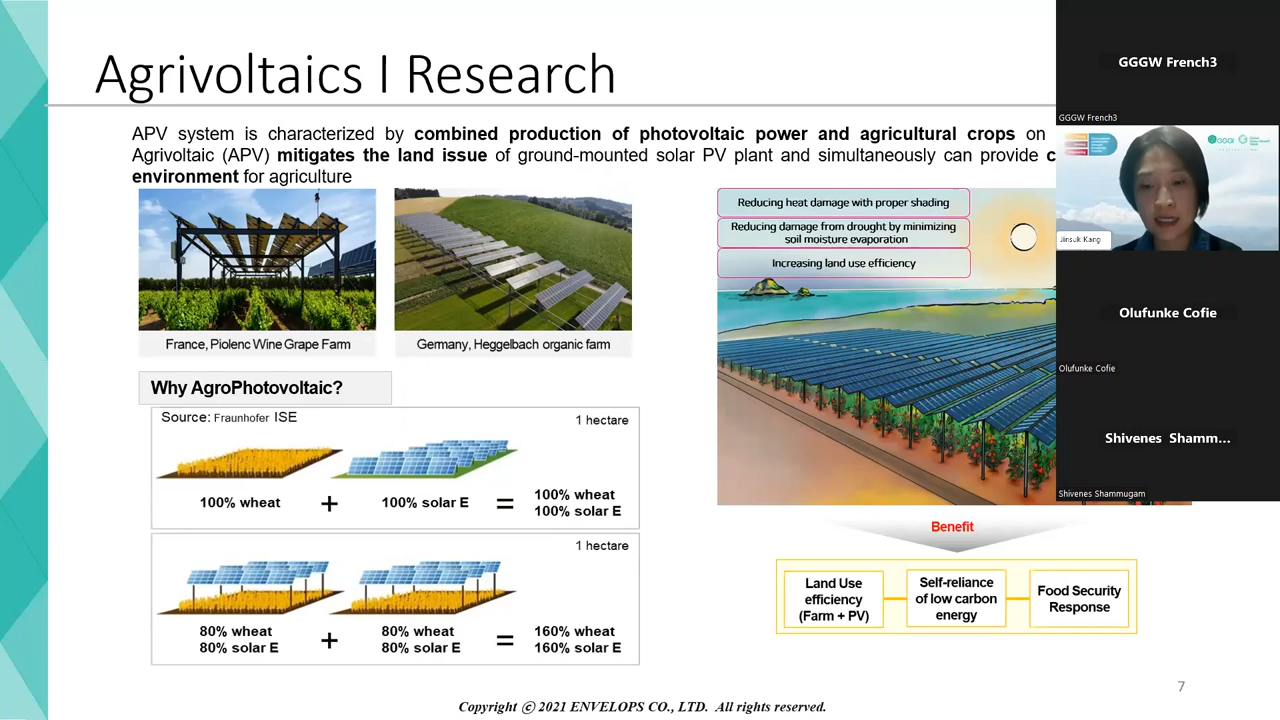 Agrivoltaics I Research
APV system is characterized by combined production of photovoltaic power and agricultural crops on
Agrivoltaic (APV) mitigates the land issue of ground-mounted solar PV plant and simultaneously can provide c
environment for agriculture
France, Piolenc Wine Grape Farm
Germany, Heggelbach organic farm
Reducing heat damage with proper shading
Reducing damage from drought by minimizing
soil moisture evaporation
Increasing land use efficiency
Why AgroPhotovoltaic?
Source: Fraunhofer ISE
1 hectare
100% wheat
+
100% solar E
=
100% wheat
100% solar E
1 hectare
80% wheat
80% solar E
+
80% wheat
80% solar E
=
160% wheat
160% solar E
Benefit
Land Use
efficiency
(Farm + PV)
Self-reliance
of low carbon
energy
Food Security
Response
7
Copyright ⓒ 2021 ENVELOPS CO., LTD. All rights reserved.
GGGW French3
GGGW French3
GGGI
Jinsuk Kang
Olufunke Cofie
Olufunke Cofie
Shivenes Shamm...
Shivenes Shammugam